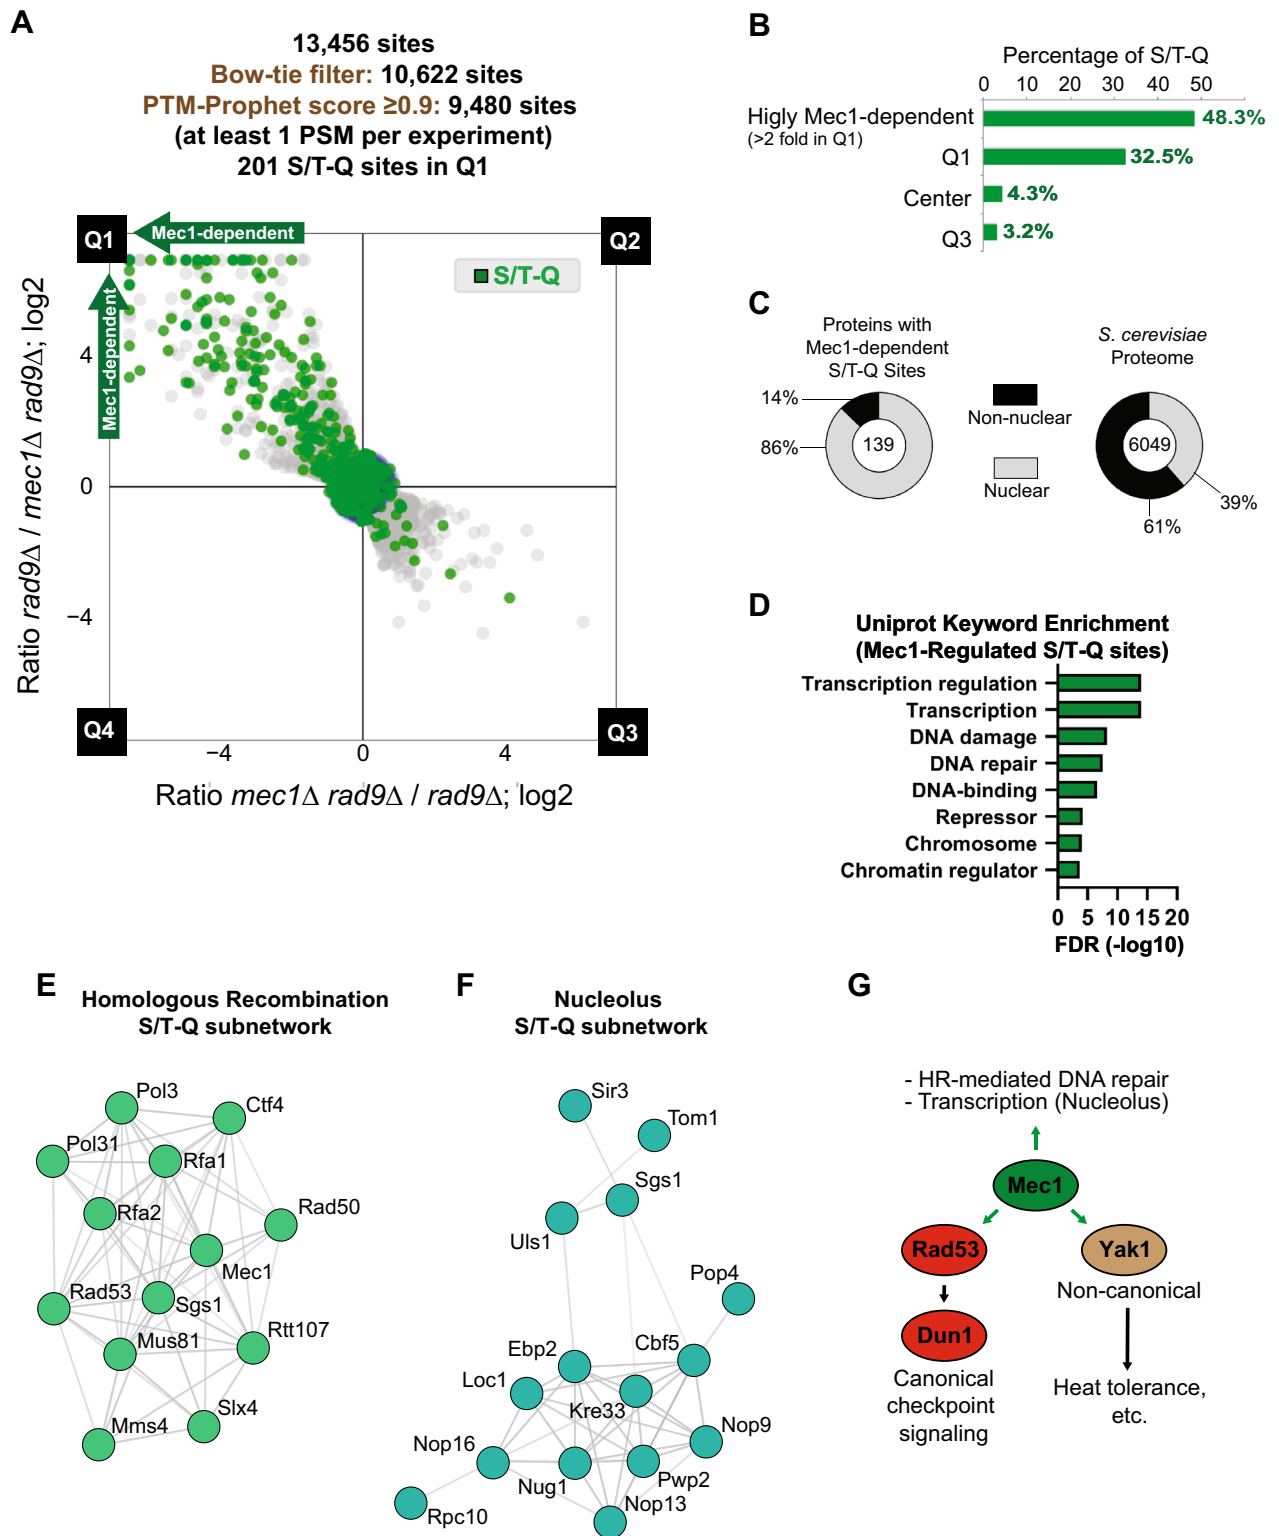 A
13,456 sites
Bow-tie filter: 10,622 sites
PTM-Prophet score ≥0.9: 9,480 sites
(at least 1 PSM per experiment)
201 S/T-Q sites in Q1
Q1
Mec1-dependent
Q2
S/T-Q
Mec1-dependent
4
0
−4
Ratio rad9Δ / mec1Δ rad9Δ; log2
Q4
Q3
−4
0
4
Ratio mec1Δ rad9Δ / rad9Δ; log2
B
Percentage of S/T-Q
0 10 20 30 40 50
Higly Mec1-dependent
(>2 fold in Q1)
48.3%
Q1
32.5%
Center
4.3%
Q3
3.2%
C
Proteins with
Mec1-dependent
S/T-Q Sites
14%
86%
139
Non-nuclear
Nuclear
S. cerevisiae
Proteome
6049
39%
61%
D
Uniprot Keyword Enrichment
(Mec1-Regulated S/T-Q sites)
Transcription regulation
Transcription
DNA damage
DNA repair
DNA-binding
Repressor
Chromosome
Chromatin regulator
0 5 10 15 20
FDR (-log10)
E
Homologous Recombination
S/T-Q subnetwork
Pol3
Ctf4
Pol31
Rfa1
Rfa2
Rad50
Mec1
Rad53
Sgs1
Mus81
Rtt107
Slx4
Mms4
F
Nucleolus
S/T-Q subnetwork
Sir3
Tom1
Sgs1
Uls1
Pop4
Ebp2
Cbf5
Loc1
Kre33
Nop9
Nop16
Nug1
Pwp2
Nop13
Rpc10
G
- HR-mediated DNA repair
- Transcription (Nucleolus)
Mec1
Rad53
Yak1
Non-canonical
Dun1
Canonical
checkpoint
signaling
Heat tolerance,
etc.